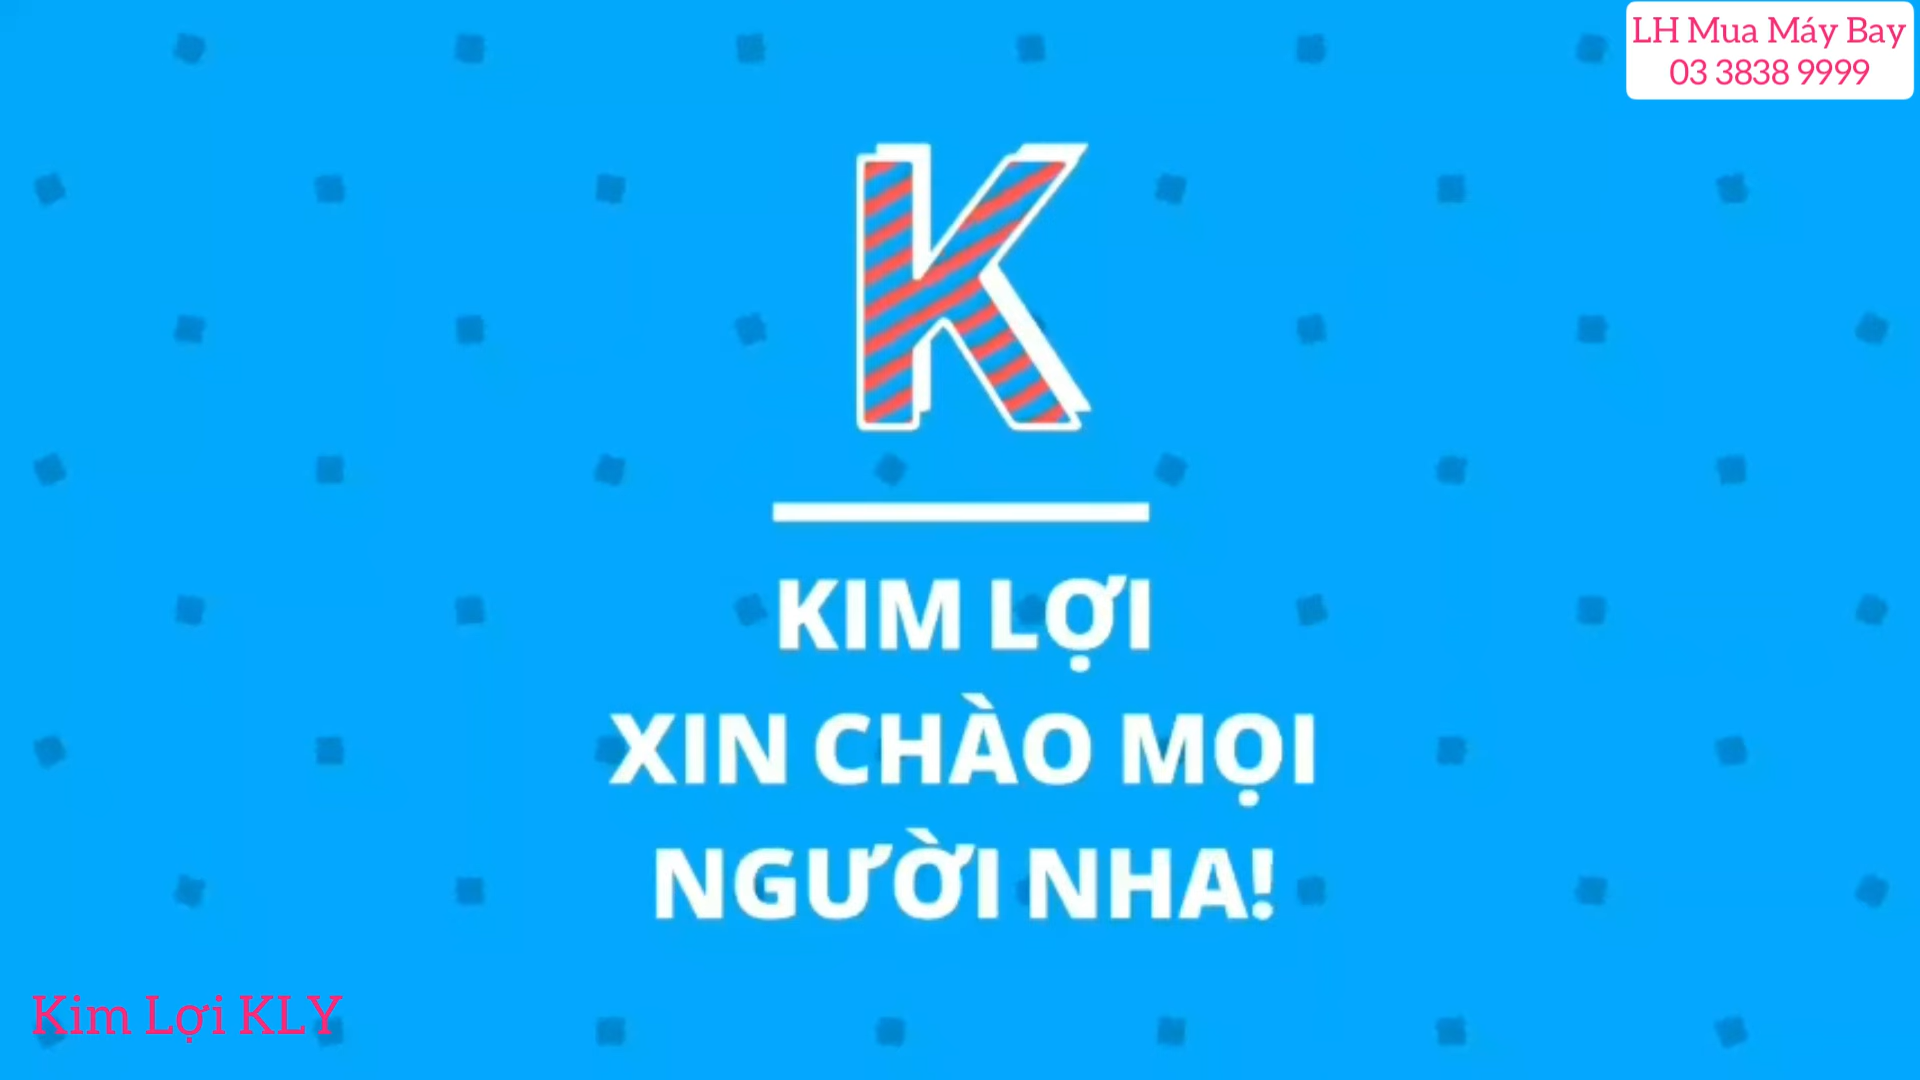 LH Mua Máy Bay
03 3838 9999
K
KIM LỢI
XIN CHÀO MỌI
NGƯỜI NHA!
Kim Lợi KLY